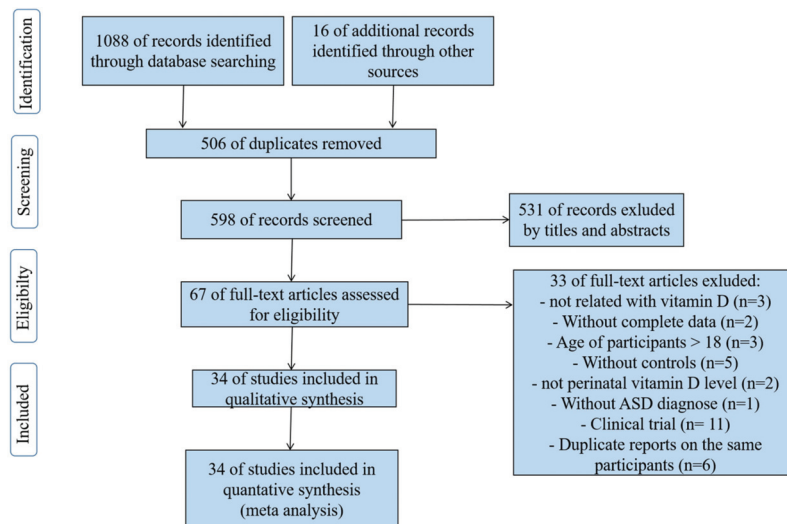 Identification
1088 of records identified
through database searching
16 of additional records
identified through other
sources
506 of duplicates removed
Screening
598 of records screened
531 of records exluded
by titles and abstracts
Eligibilty
67 of full-text articles assessed
for eligibility
33 of full-text articles exluded:
- not related with vitamin D (n=3)
- Without complete data (n=2)
- Age of participants > 18 (n=3)
- Without controls (n=5)
- not perinatal vitamin D level (n=2)
- Without ASD diagnose (n=1)
- Clinical trial (n= 11)
- Duplicate reports on the same
participants (n=6)
Included
34 of studies included in
qualitative synthesis
34 of studies included in
quantative synthesis
(meta analysis)